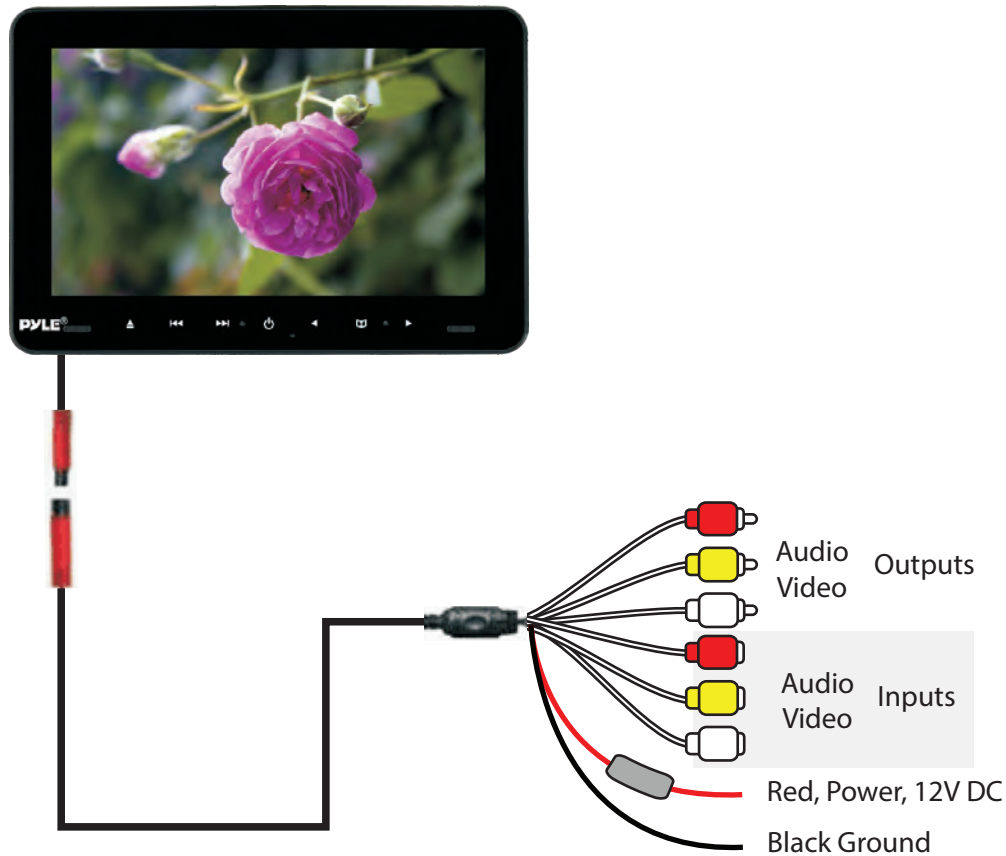 PYLE®
Audio
Video
Outputs
Audio
Video
Inputs
Red, Power, 12V DC
Black Ground